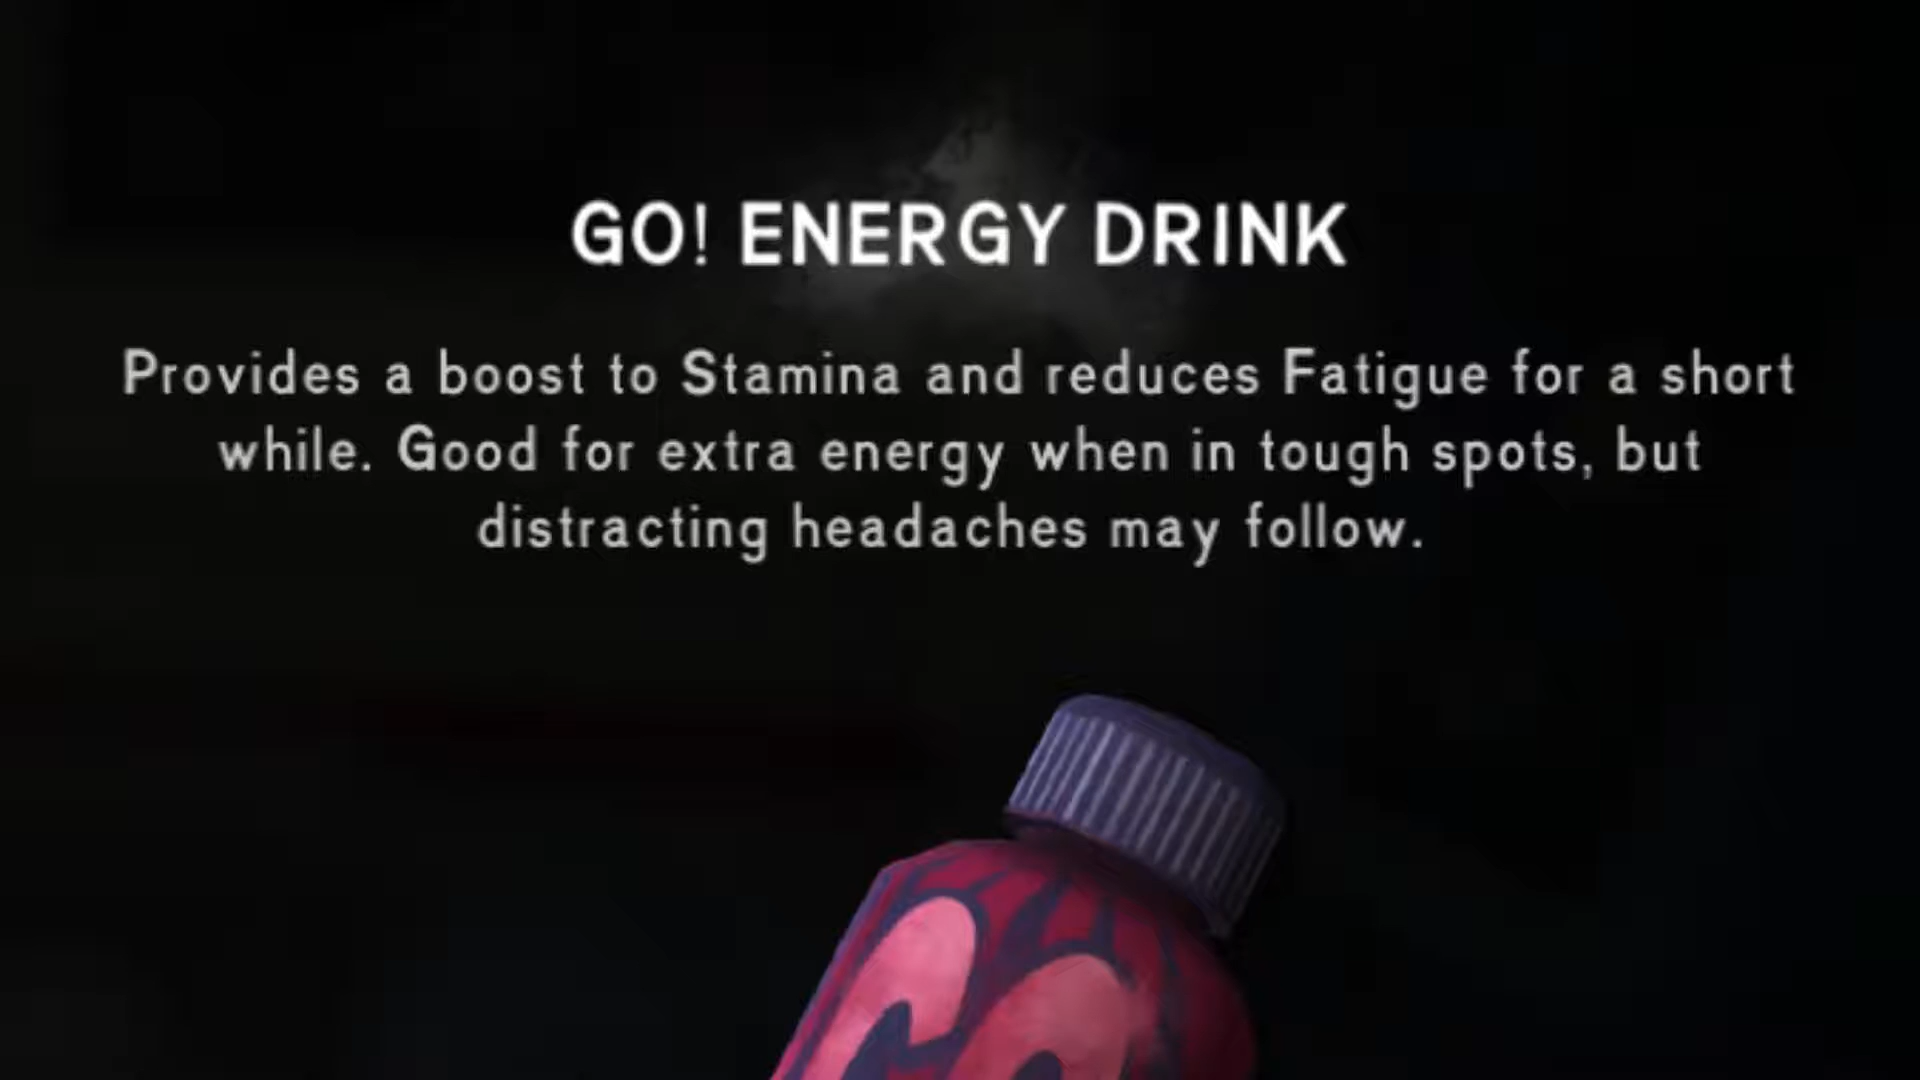 GO! ENERGY DRINK
Provides a boost to Stamina and reduces Fatigue for a short
while. Good for extra energy when in tough spots, but
distracting headaches may follow.
GO